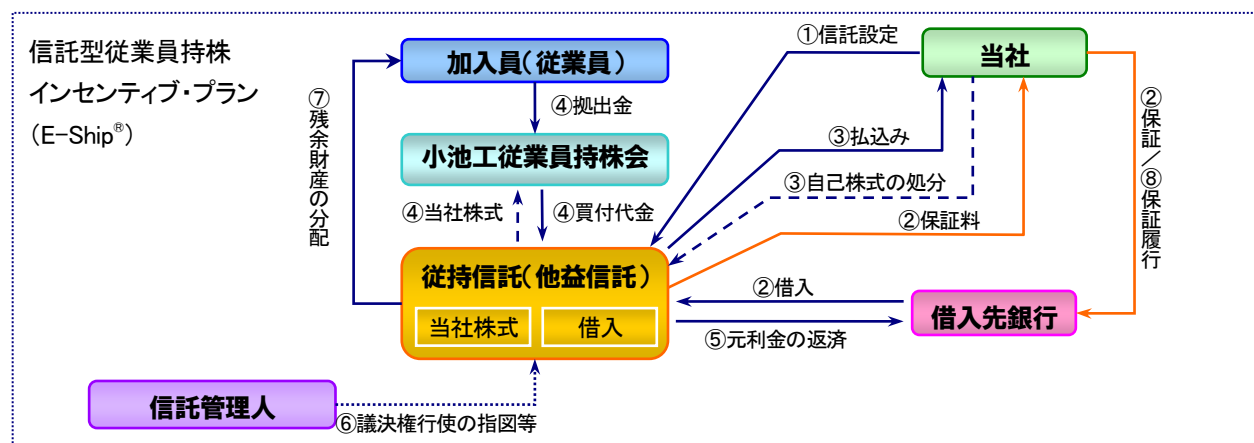 信託型従業員持株
インセンティブ・プラン
（E-Ship®）
加入員（従業員）
①信託設定
当社
⑦残余財産の分配
④拠出金
②保証／⑧保証履行
小池工従業員持株会
③払込み
③自己株式の処分
④当社株式
④買付代金
②保証料
従持信託（他益信託）
当社株式
借入
②借入
借入先銀行
⑤元利金の返済
信託管理人
⑥議決権行使の指図等